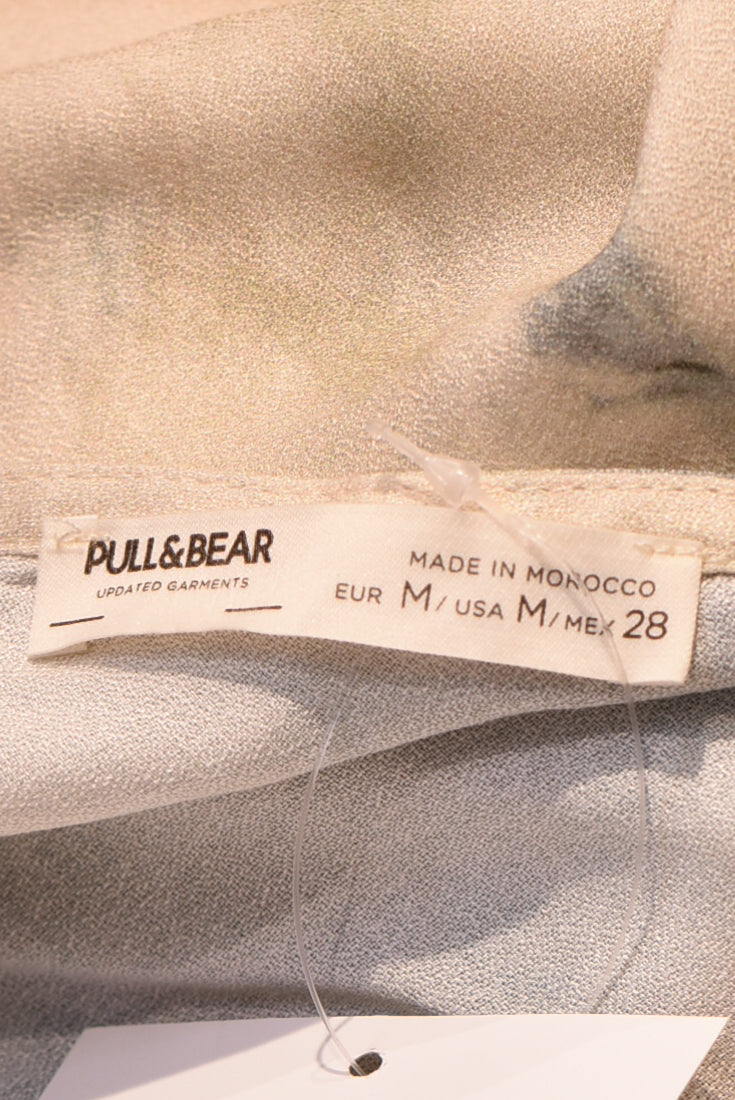 PULL&BEAR
UPDATED GARMENTS
MADE IN MOROCCO
EUR M/ USA M/ MEX 28